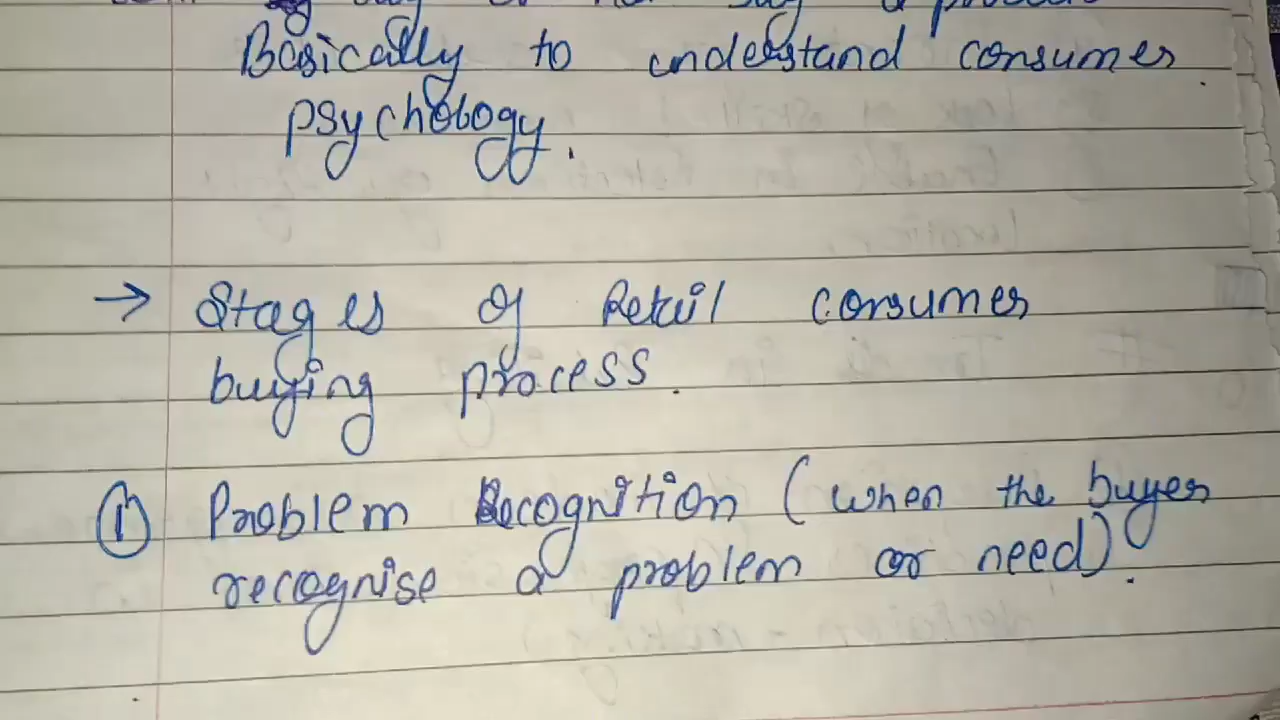 Basically to understand consumer
psychology.
→ Stages of Retail consumer
buying process.
① Problem Recognition (when the buyer
recognise a problem or need).